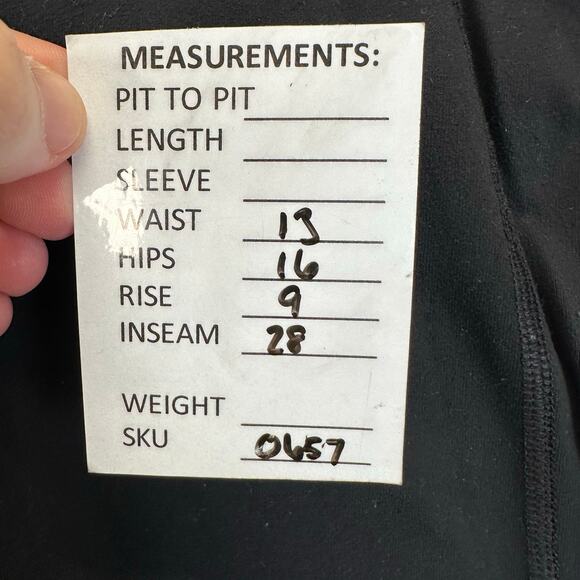 MEASUREMENTS:
PIT TO PIT
LENGTH
SLEEVE
WAIST 13
HIPS 16
RISE 9
INSEAM 28
WEIGHT
SKU 0657